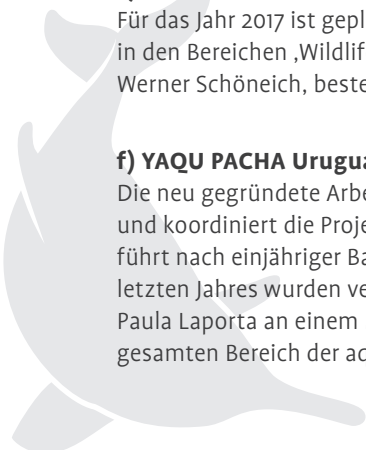 Für das Jahr 2017 ist gepl
in den Bereichen ‚Wildlif
Werner Schöneich, beste
f) YAQU PACHA Urugua
Die neu gegründete Arbe
und koordiniert die Proje
führt nach einjähriger Ba
letzten Jahres wurden ve
Paula Laporta an einem
gesamten Bereich der ac